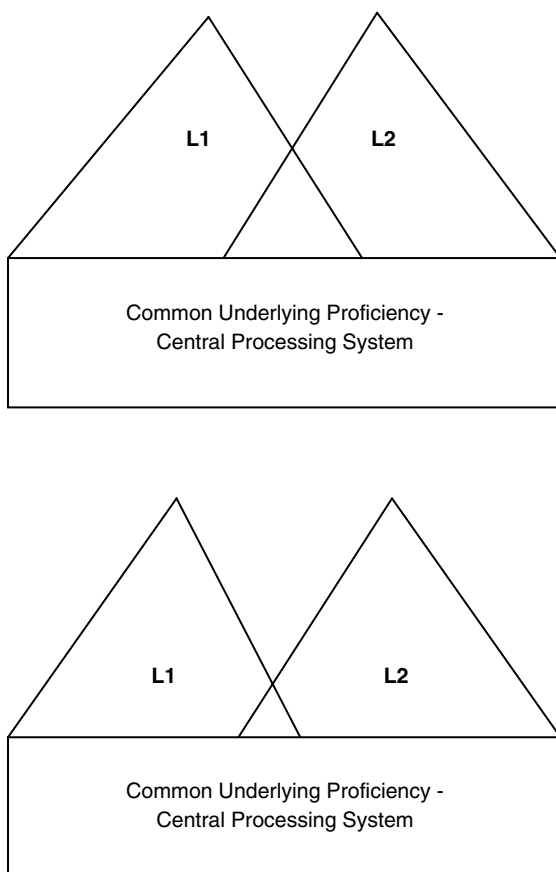 L1
L2
Common Underlying Proficiency -
Central Processing System
L1
L2
Common Underlying Proficiency -
Central Processing System